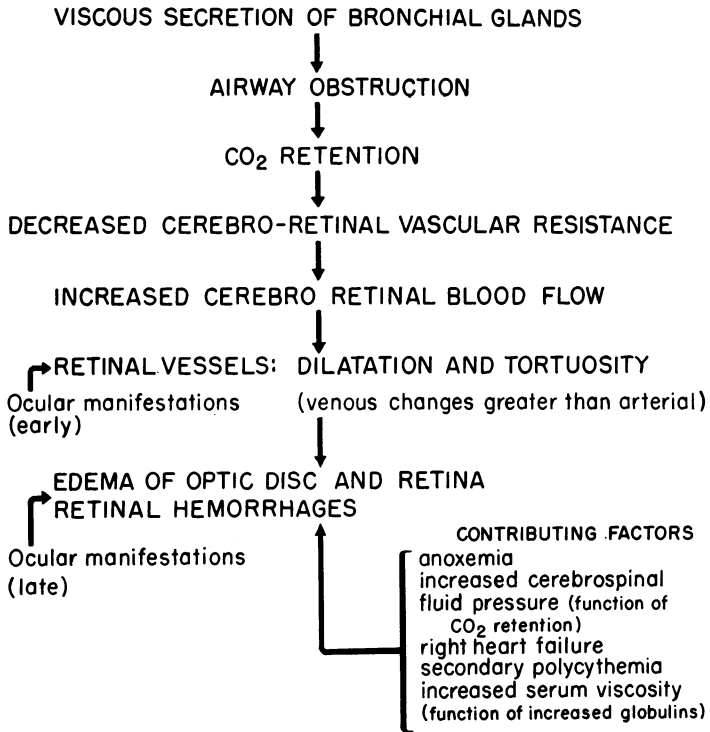 VISCOUS SECRETION OF BRONCHIAL GLANDS
AIRWAY OBSTRUCTION
CO2 RETENTION
DECREASED CEREBRO-RETINAL VASCULAR RESISTANCE
INCREASED CEREBRO RETINAL BLOOD FLOW
RETINAL VESSELS: DILATATION AND TORTUOSITY
Ocular manifestations (venous changes greater than arterial)
(early)
EDEMA OF OPTIC DISC AND RETINA
RETINAL HEMORRHAGES
Ocular manifestations
(late)
CONTRIBUTING FACTORS
anoxemia
increased cerebrospinal
fluid pressure (function of
CO2 retention)
right heart failure
secondary polycythemia
increased serum viscosity
(function of increased globulins)